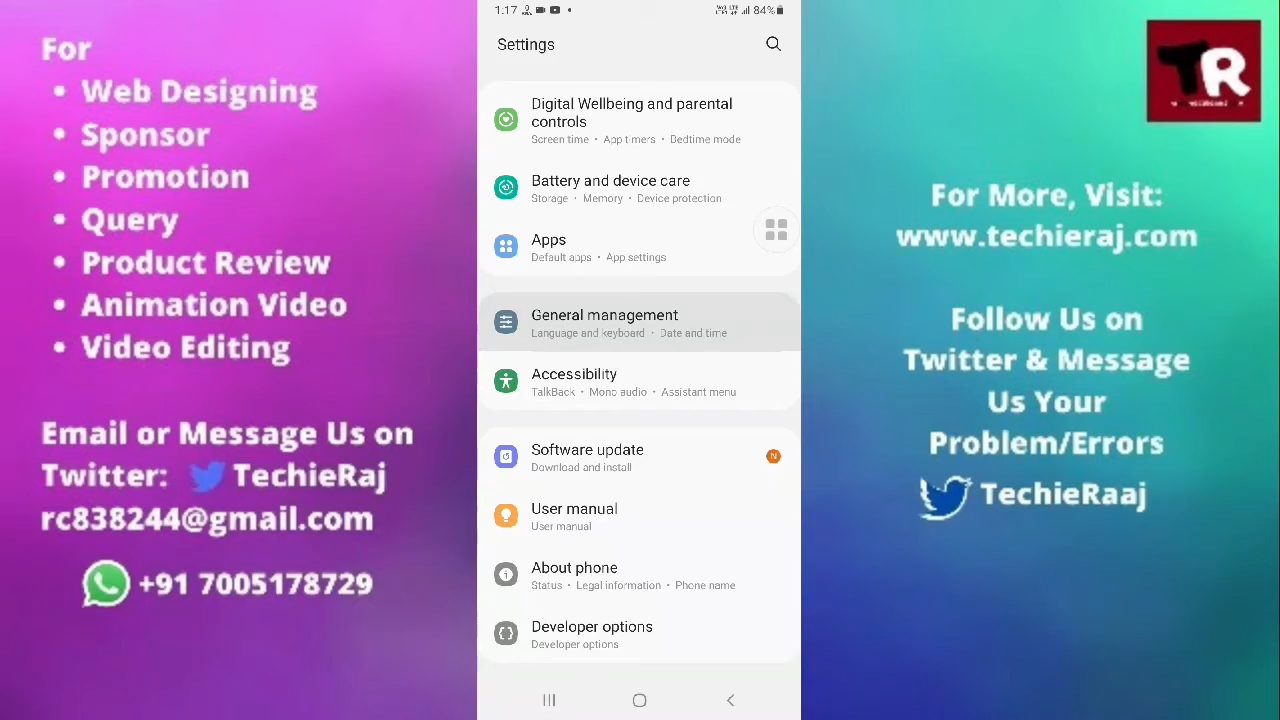 For
• Web Designing
• Sponsor
• Promotion
• Query
• Product Review
• Animation Video
• Video Editing
Email or Message Us on
Twitter: TechieRaj
rc838244@gmail.com
+91 7005178729
1:17
84%
Settings
Digital Wellbeing and parental
controls
Screen time • App timers • Bedtime mode
Battery and device care
Storage • Memory • Device protection
Apps
Default apps • App settings
General management
Language and keyboard • Date and time
Accessibility
TalkBack • Mono audio • Assistant menu
Software update
Download and install
N
User manual
User manual
About phone
Status • Legal information • Phone name
Developer options
Developer options
TR
For More, Visit:
www.techieraj.com
Follow Us on
Twitter & Message
Us Your
Problem/Errors
TechieRaaj